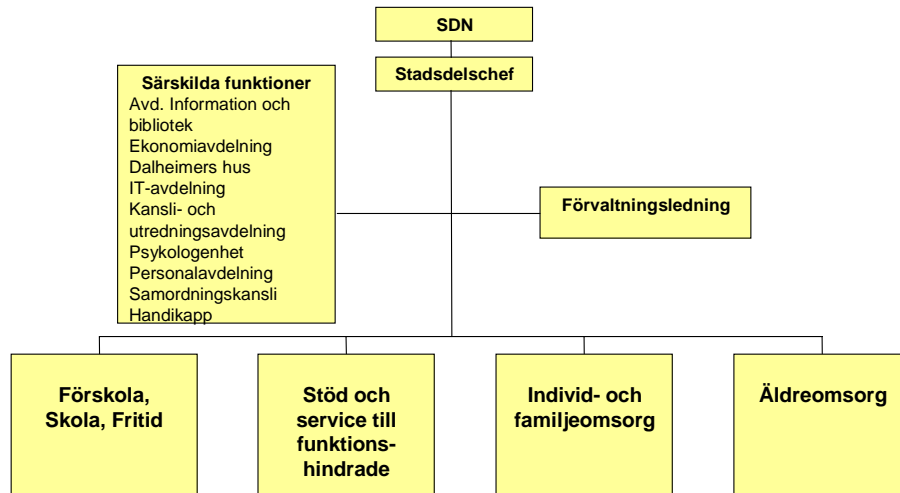 SDN
Stadsdelschef
Särskilda funktioner
Avd. Information och
bibliotek
Ekonomiavdelning
Dalheimers hus
IT-avdelning
Kansli- och
utredningsavdelning
Psykologenhet
Personalavdelning
Samordningskansli
Handikapp
Förvaltningsledning
Förskola,
Skola, Fritid
Stöd och
service till
funktions-
hindrade
Individ- och
familjeomsorg
Äldreomsorg